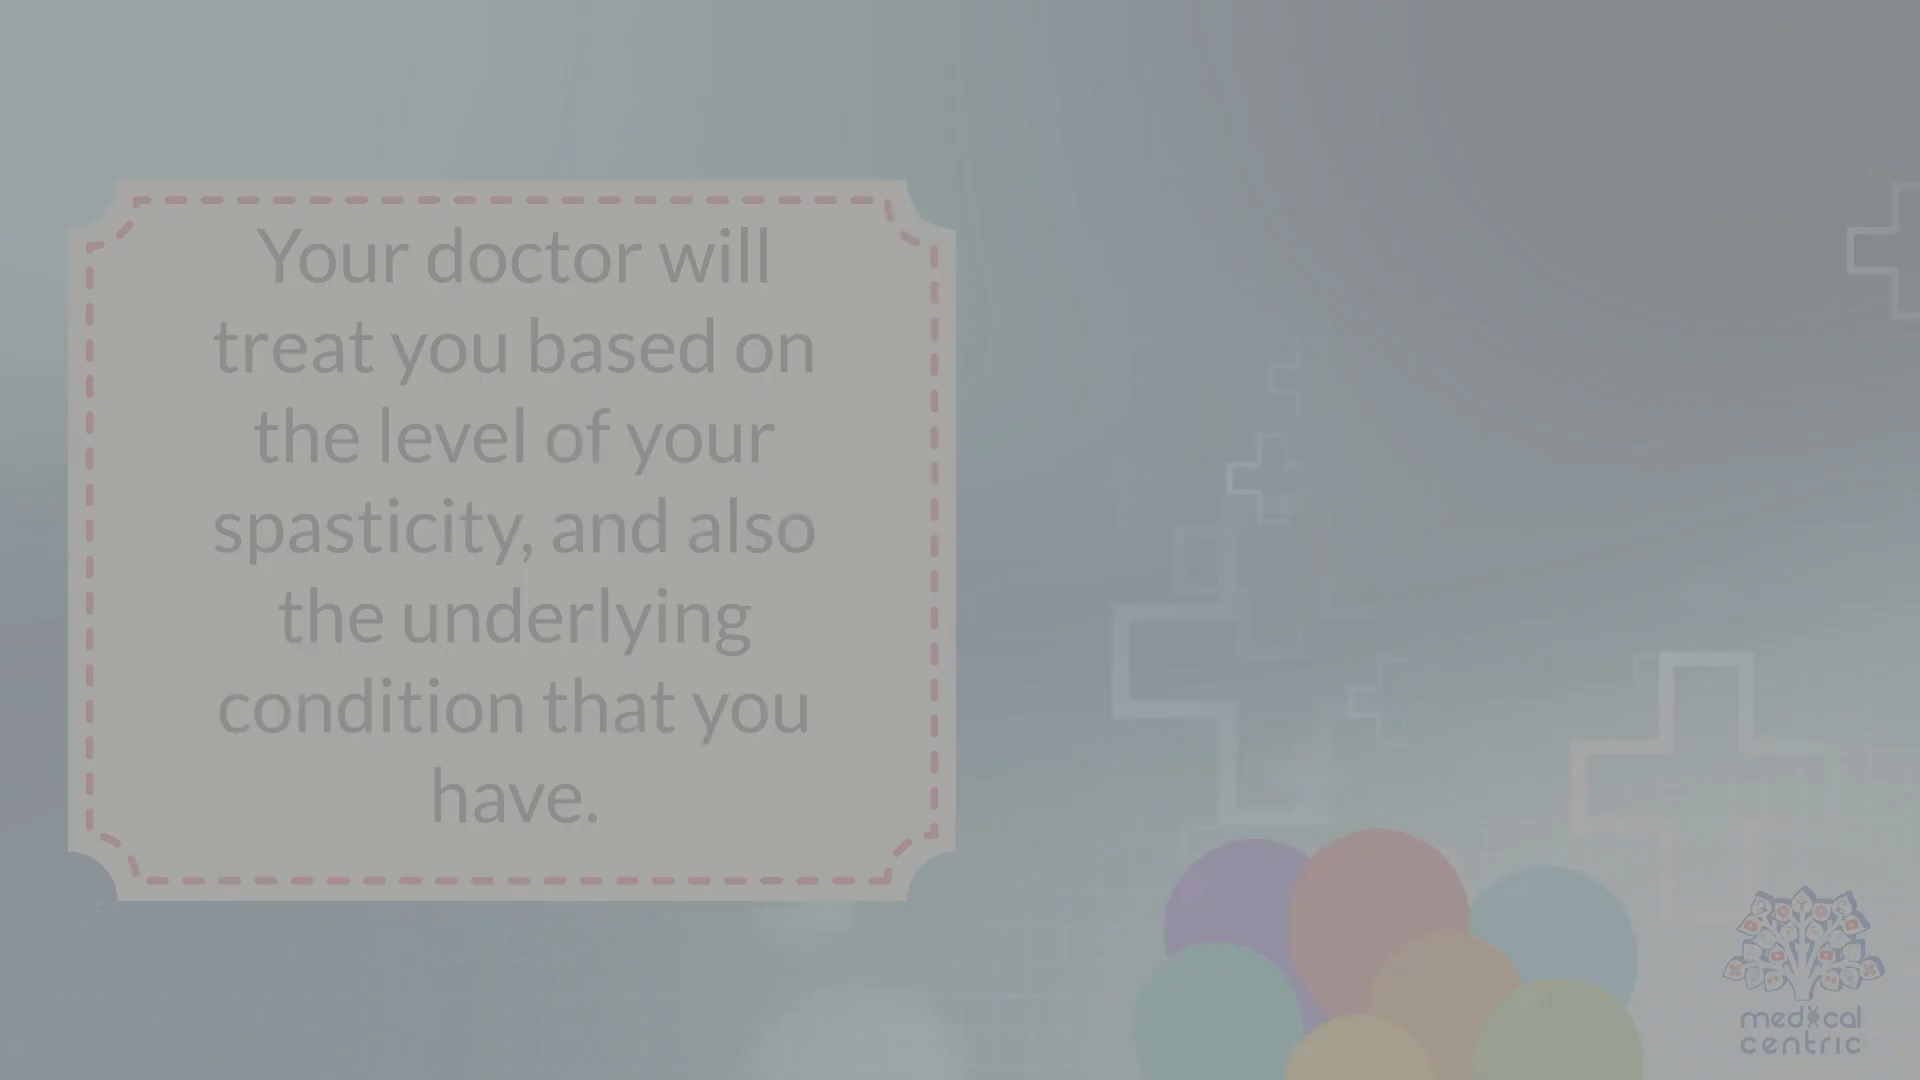 Your doctor will
treat you based on
the level of your
spasticity, and also
the underlying
condition that you
have.
medical
centric